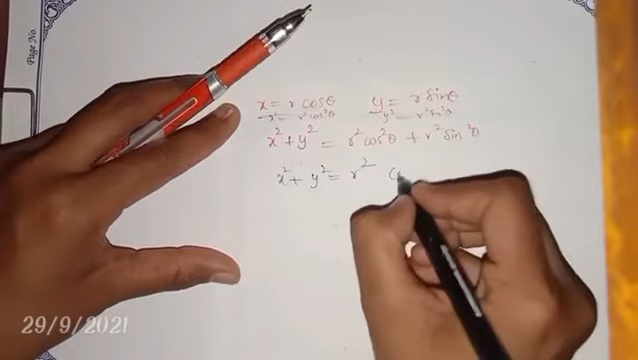 Page No.
x = r cosθ    y = r sinθ
x² = r²cos²θ    y² = r²sin²θ
x² + y² = r²cos²θ + r²sin²θ
x² + y² = r² (
29/9/2021